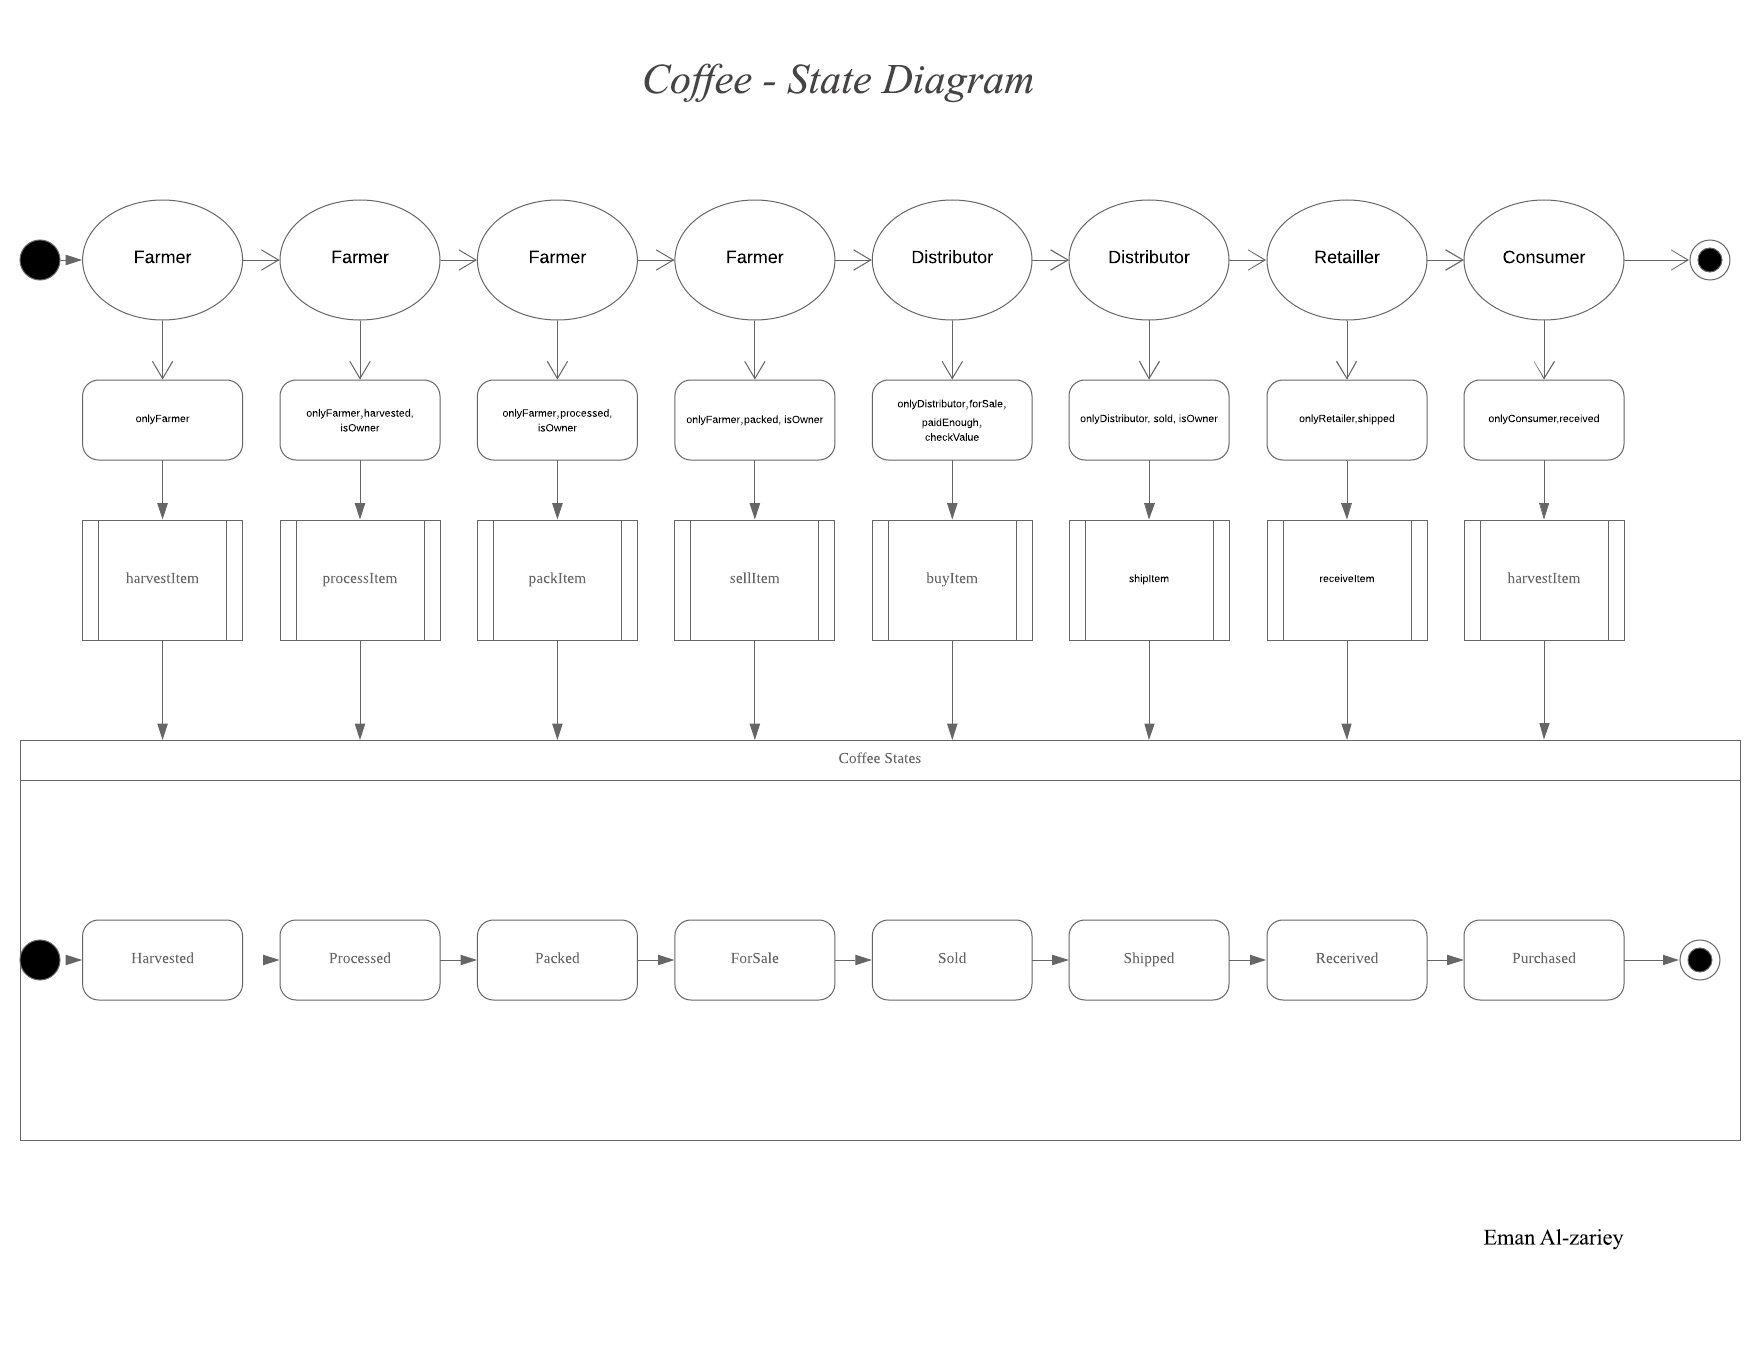 Coffee - State Diagram
Farmer
Farmer
Farmer
Farmer
Distributor
Distributor
Retailler
Consumer
onlyFarmer
onlyFarmer,harvested,
isOwner
onlyFarmer,processed,
isOwner
onlyFarmer,packed, isOwner
onlyDistributor,forSale,
paidEnough,
checkValue
onlyDistributor, sold, isOwner
onlyRetailer,shipped
onlyConsumer,received
harvestItem
processItem
packItem
sellItem
buyItem
shipItem
receiveItem
harvestItem
Coffee States
Harvested
Processed
Packed
ForSale
Sold
Shipped
Recerived
Purchased
Eman Al-zariey